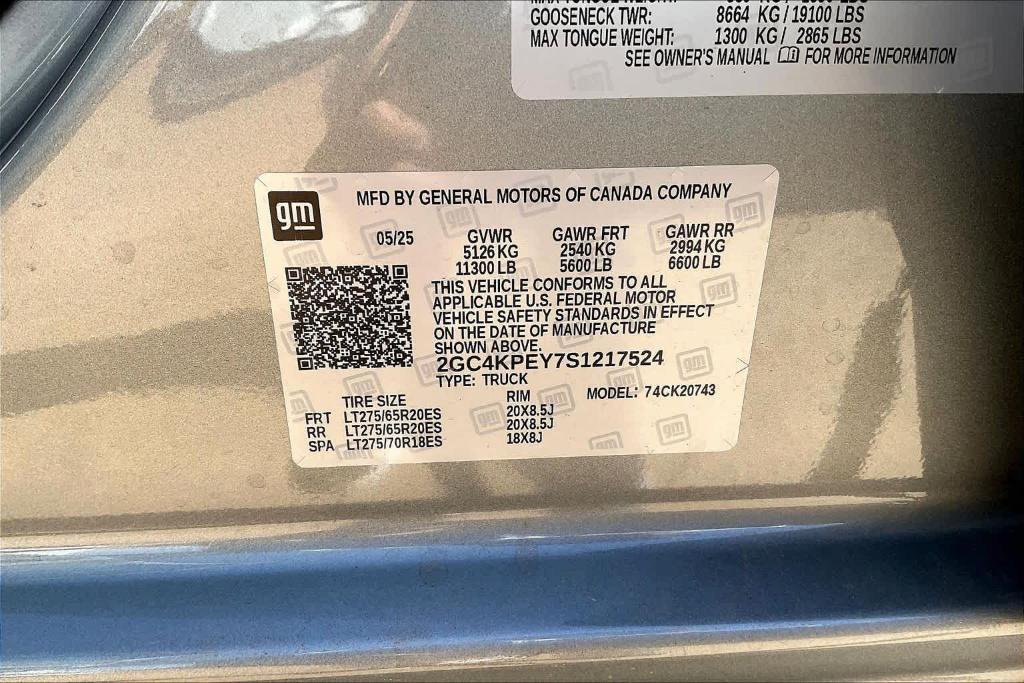 GOOSENECK TWR: 8664 KG/19100 LBS
MAX TONGUE WEIGHT: 1300 KG/ 2865 LBS
SEE OWNER'S MANUAL FOR MORE INFORMATION
gm
MFD BY GENERAL MOTORS OF CANADA COMPANY
05/25 GVWR GAWR FRT GAWR RR
5126 KG 2540 KG 2994 KG
11300 LB 5600 LB 6600 LB
THIS VEHICLE CONFORMS TO ALL
APPLICABLE U.S. FEDERAL MOTOR
VEHICLE SAFETY STANDARDS IN EFFECT
ON THE DATE OF MANUFACTURE
SHOWN ABOVE.
2GC4KPEY7S1217524
TYPE: TRUCK
MODEL: 74CK20743
TIRE SIZE RIM
FRT LT275/65R20ES 20X8.5J
RR LT275/65R20ES 20X8.5J
SPA LT275/70R18ES 18X8J